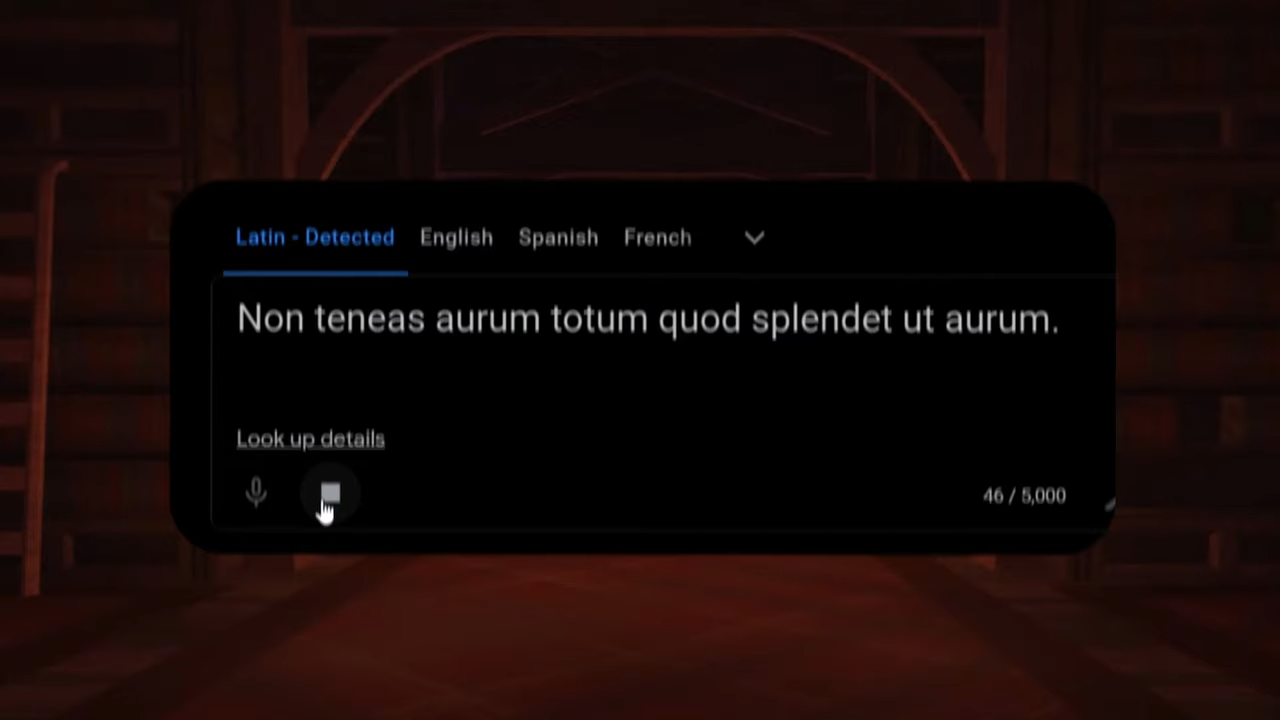 Latin - Detected English Spanish French
Non teneas aurum totum quod splendet ut aurum.
Look up details
46 / 5,000